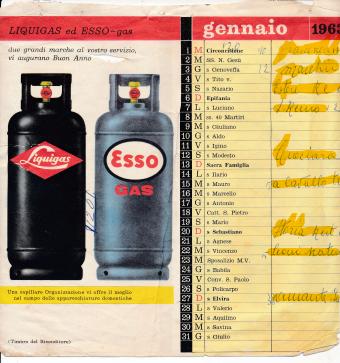 LIQUIGAS ed ESSO-gas
due grandi marche al vostro servizio,
vi augurano Buon Anno
Liquigas
Esso
GAS
Una capillare Organizzazione vi offre il meglio
nel campo delle apparecchiature domestiche
(Timbro del Rivenditore)
gennaio 1963
1 M Circoncisione
2 M SS. N. Gesù
3 G s Genoveffa
4 V s Tito v.
5 S s Nazario
6 D Epifania
7 L s Luciano
8 M ss. 40 Martiri
9 M s Giuliano
10 G s Aldo
11 V s Igino
12 S s Modesto
13 D Sacra Famiglia
14 L s Ilario
15 M s Mauro
16 M s Marcello
17 G s Antonio
18 V Catt. S. Pietro
19 S s Mario
20 D s Sebastiano
21 L s Agnese
22 M s Vincenzo
23 M Sposalizio M.V.
24 G s Babila
25 V Conv. S. Paolo
26 S s Policarpo
27 D s Elvira
28 L s Valerio
29 M s Aquilino
30 M s Savina
31 G s Giulio